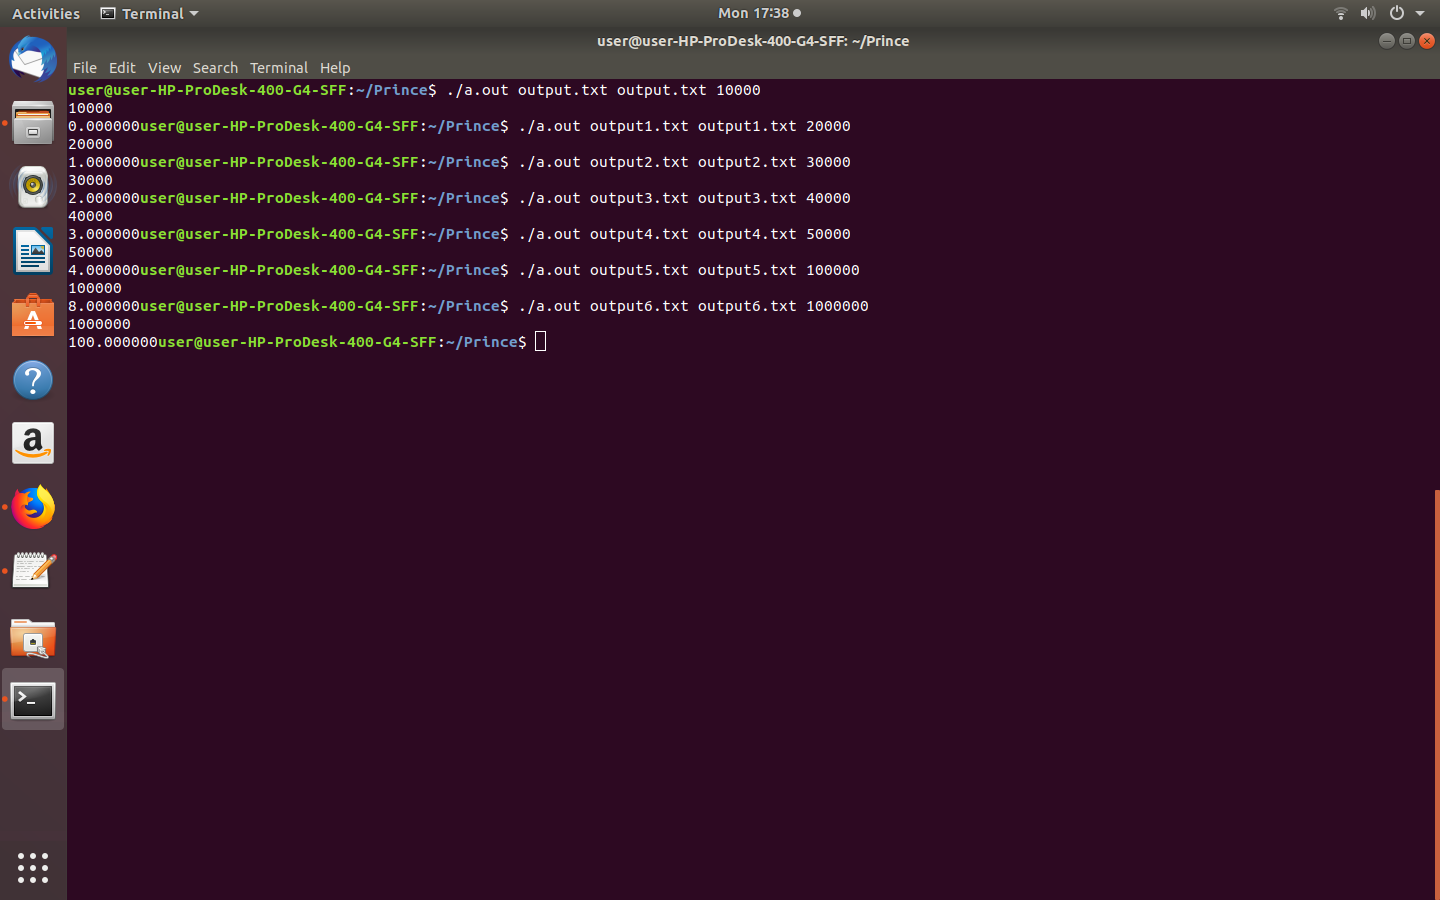 Activities Terminal Mon 17:38
user@user-HP-ProDesk-400-G4-SFF: ~/Prince
File Edit View Search Terminal Help
user@user-HP-ProDesk-400-G4-SFF:~/Prince$ ./a.out output.txt output.txt 10000
10000
0.000000user@user-HP-ProDesk-400-G4-SFF:~/Prince$ ./a.out output1.txt output1.txt 20000
20000
1.000000user@user-HP-ProDesk-400-G4-SFF:~/Prince$ ./a.out output2.txt output2.txt 30000
30000
2.000000user@user-HP-ProDesk-400-G4-SFF:~/Prince$ ./a.out output3.txt output3.txt 40000
40000
3.000000user@user-HP-ProDesk-400-G4-SFF:~/Prince$ ./a.out output4.txt output4.txt 50000
50000
4.000000user@user-HP-ProDesk-400-G4-SFF:~/Prince$ ./a.out output5.txt output5.txt 100000
100000
8.000000user@user-HP-ProDesk-400-G4-SFF:~/Prince$ ./a.out output6.txt output6.txt 1000000
1000000
100.000000user@user-HP-ProDesk-400-G4-SFF:~/Prince$